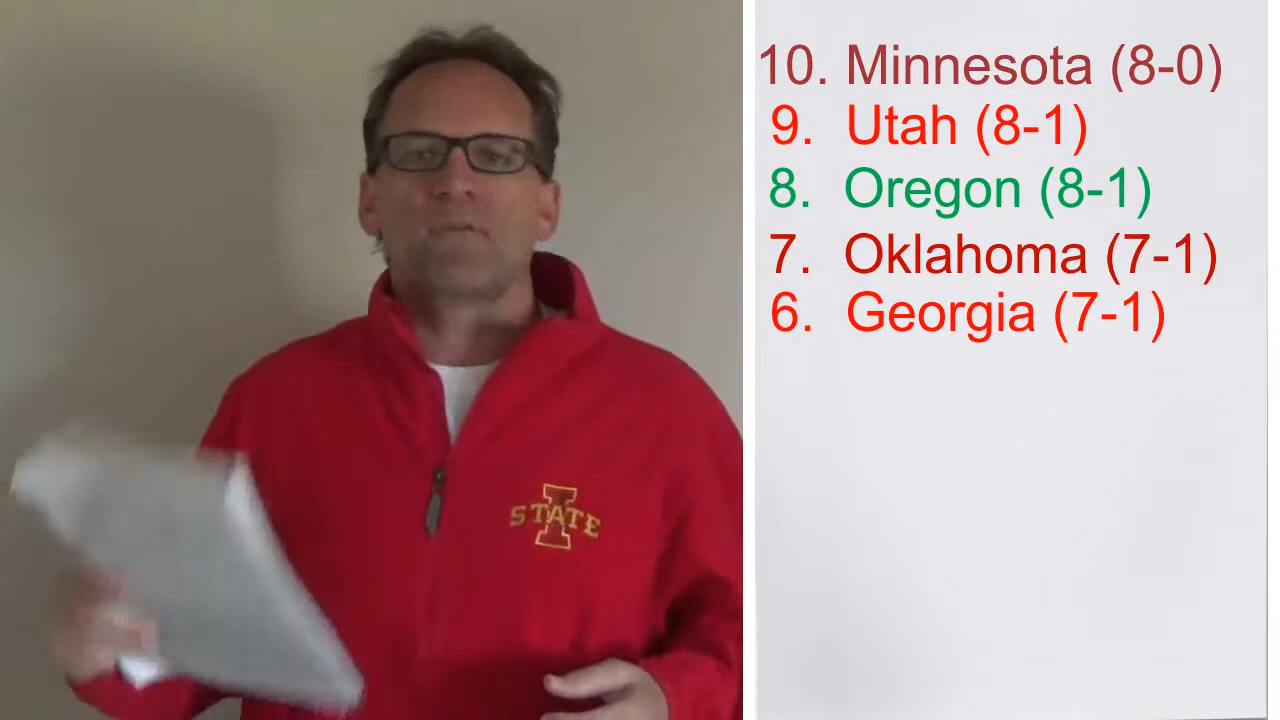 10. Minnesota (8-0)
9. Utah (8-1)
8. Oregon (8-1)
7. Oklahoma (7-1)
6. Georgia (7-1)
I
STATE